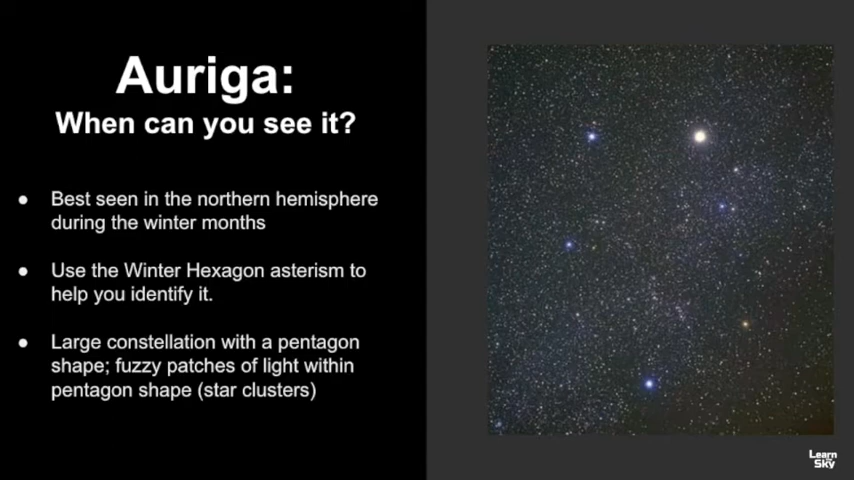 Auriga:
When can you see it?
● Best seen in the northern hemisphere
during the winter months
● Use the Winter Hexagon asterism to
help you identify it.
● Large constellation with a pentagon
shape; fuzzy patches of light within
pentagon shape (star clusters)
Learn
Sky